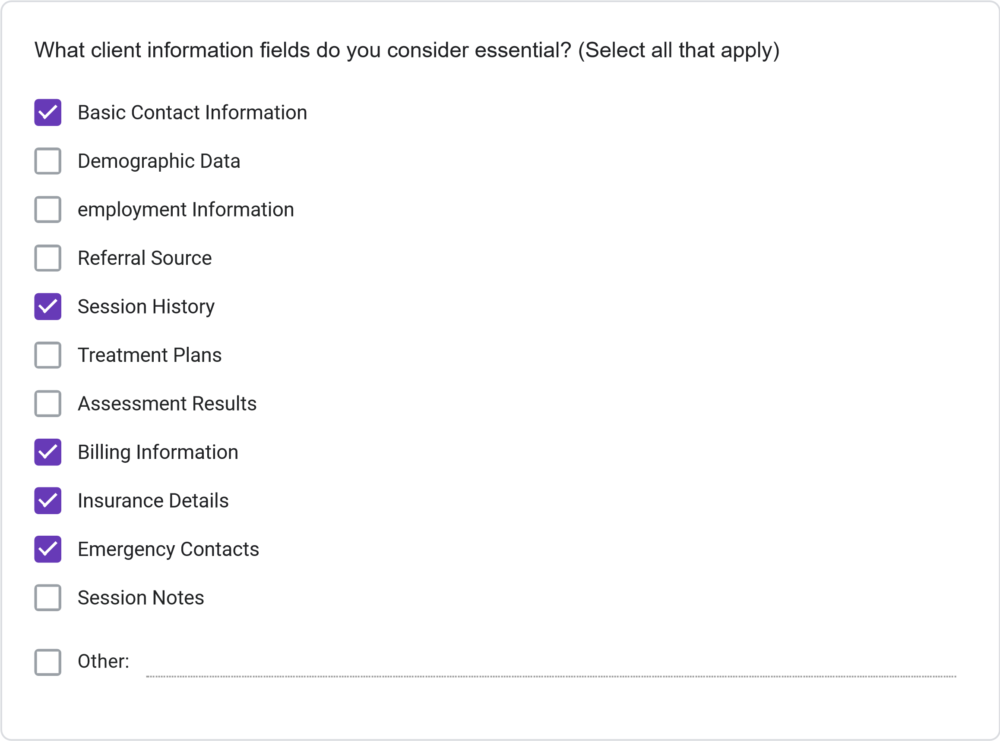 What client information fields do you consider essential? (Select all that apply)
Basic Contact Information
Demographic Data
employment Information
Referral Source
Session History
Treatment Plans
Assessment Results
Billing Information
Insurance Details
Emergency Contacts
Session Notes
Other: